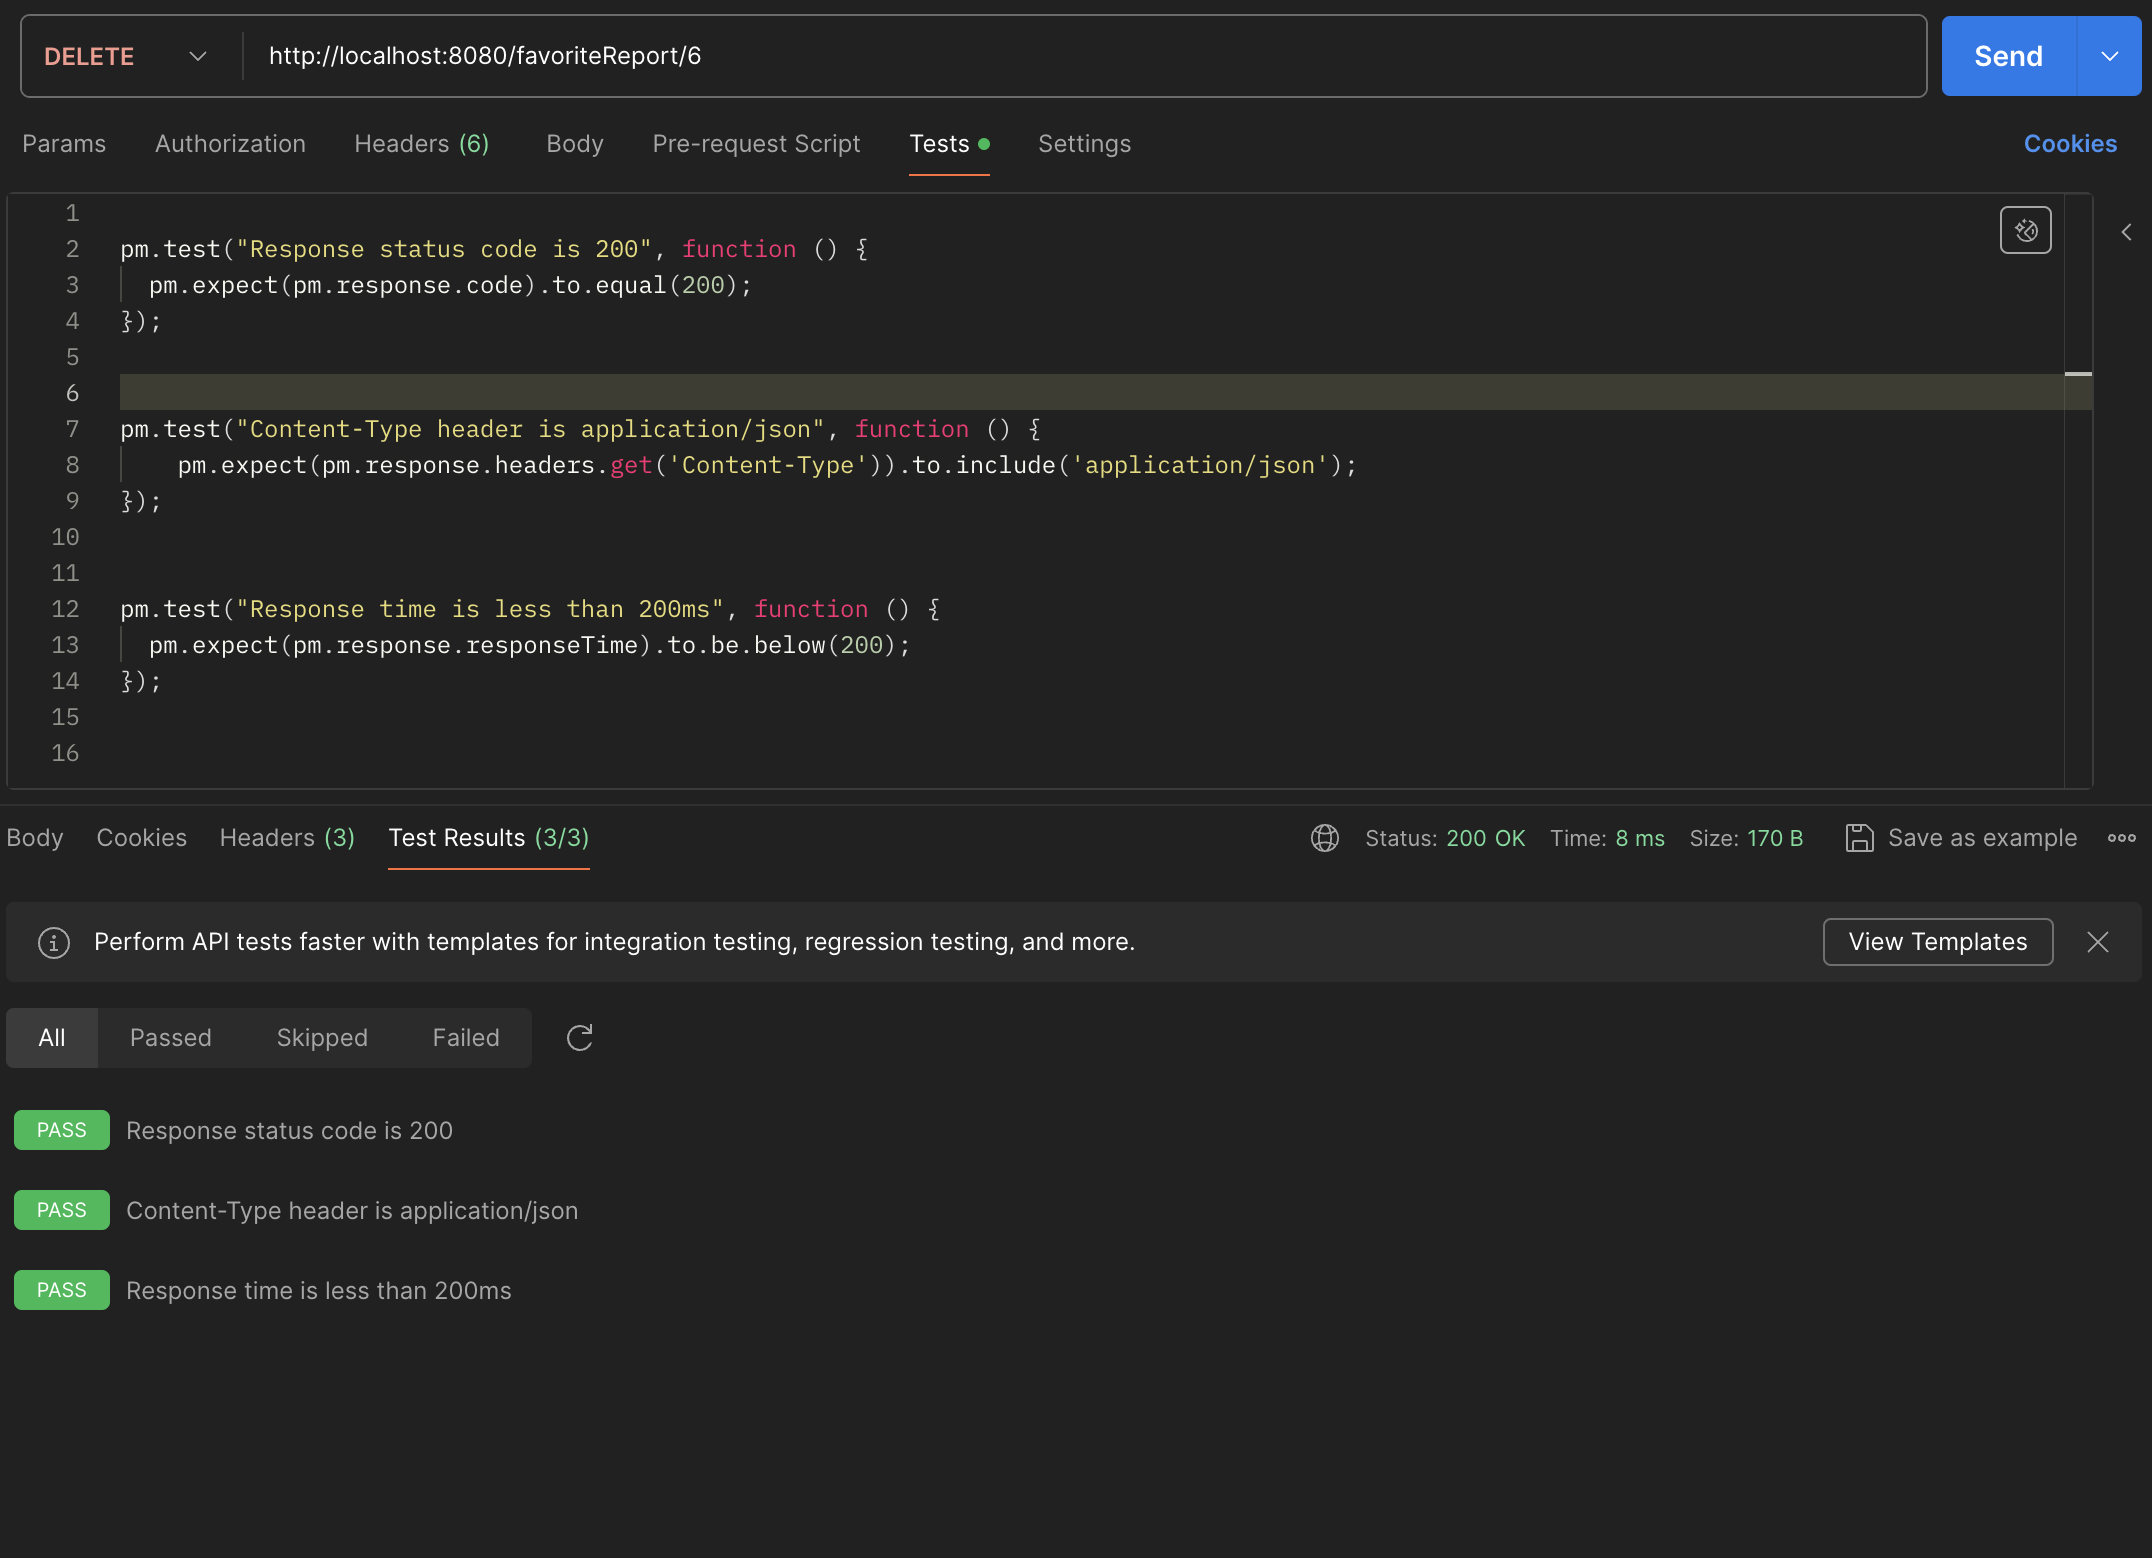 DELETE http://localhost:8080/favoriteReport/6 Send
Params Authorization Headers (6) Body Pre-request Script Tests Settings Cookies
1
2 pm.test("Response status code is 200", function () {
3 pm.expect(pm.response.code).to.equal(200);
4 });
5
6
7 pm.test("Content-Type header is application/json", function () {
8 pm.expect(pm.response.headers.get('Content-Type')).to.include('application/json');
9 });
10
11
12 pm.test("Response time is less than 200ms", function () {
13 pm.expect(pm.response.responseTime).to.be.below(200);
14 });
15
16
Body Cookies Headers (3) Test Results (3/3) Status: 200 OK Time: 8 ms Size: 170 B Save as example
Perform API tests faster with templates for integration testing, regression testing, and more. View Templates
All Passed Skipped Failed
PASS Response status code is 200
PASS Content-Type header is application/json
PASS Response time is less than 200ms